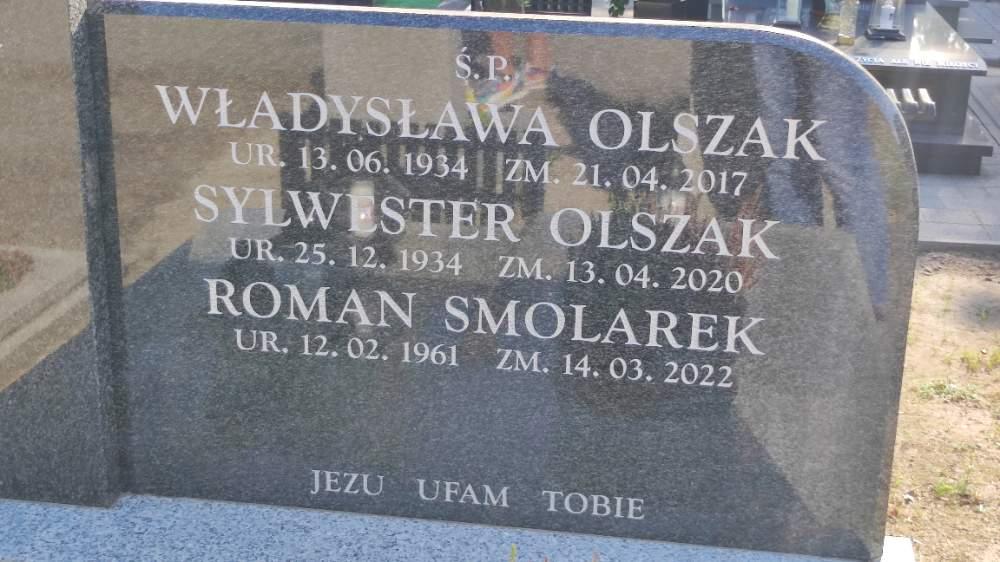 Ś.P.
WŁADYSŁAWA OLSZAK
UR. 13. 06. 1934 ZM. 21. 04. 2017
SYLWESTER OLSZAK
UR. 25. 12. 1934 ZM. 13. 04. 2020
ROMAN SMOLAREK
UR. 12. 02. 1961 ZM. 14. 03. 2022
JEZU UFAM TOBIE